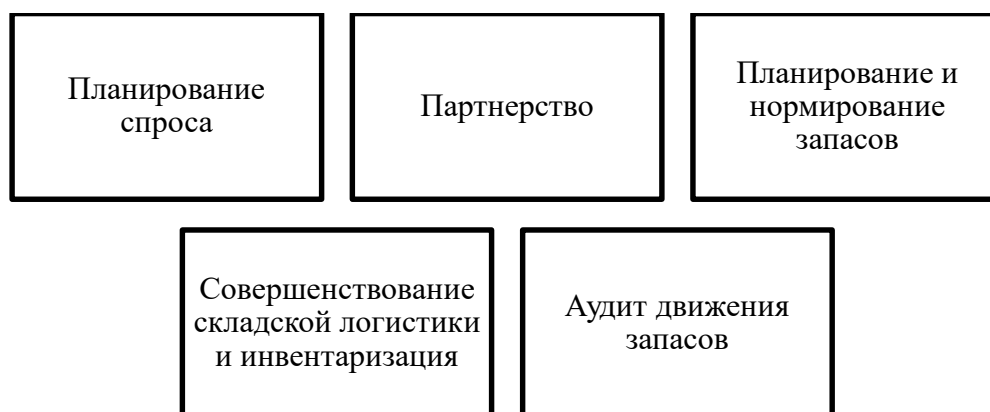 Планирование
спроса
Партнерство
Планирование и
нормирование
запасов
Совершенствование
складской логистики
и инвентаризация
Аудит движения
запасов